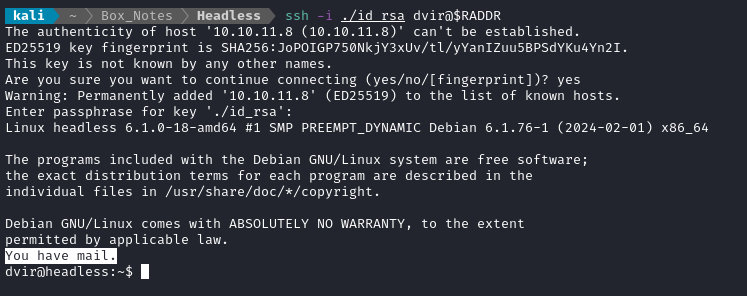 kali ~ Box_Notes Headless ssh -i ./id_rsa dvir@$RADDR
The authenticity of host '10.10.11.8 (10.10.11.8)' can't be established.
ED25519 key fingerprint is SHA256:JoPOIGP750NkjY3xUv/tl/yYanIZuu5BPSdYKu4Yn2I.
This key is not known by any other names.
Are you sure you want to continue connecting (yes/no/[fingerprint])? yes
Warning: Permanently added '10.10.11.8' (ED25519) to the list of known hosts.
Enter passphrase for key './id_rsa':
Linux headless 6.1.0-18-amd64 #1 SMP PREEMPT_DYNAMIC Debian 6.1.76-1 (2024-02-01) x86_64
The programs included with the Debian GNU/Linux system are free software;
the exact distribution terms for each program are described in the
individual files in /usr/share/doc/*/copyright.
Debian GNU/Linux comes with ABSOLUTELY NO WARRANTY, to the extent
permitted by applicable law.
You have mail.
dvir@headless:~$